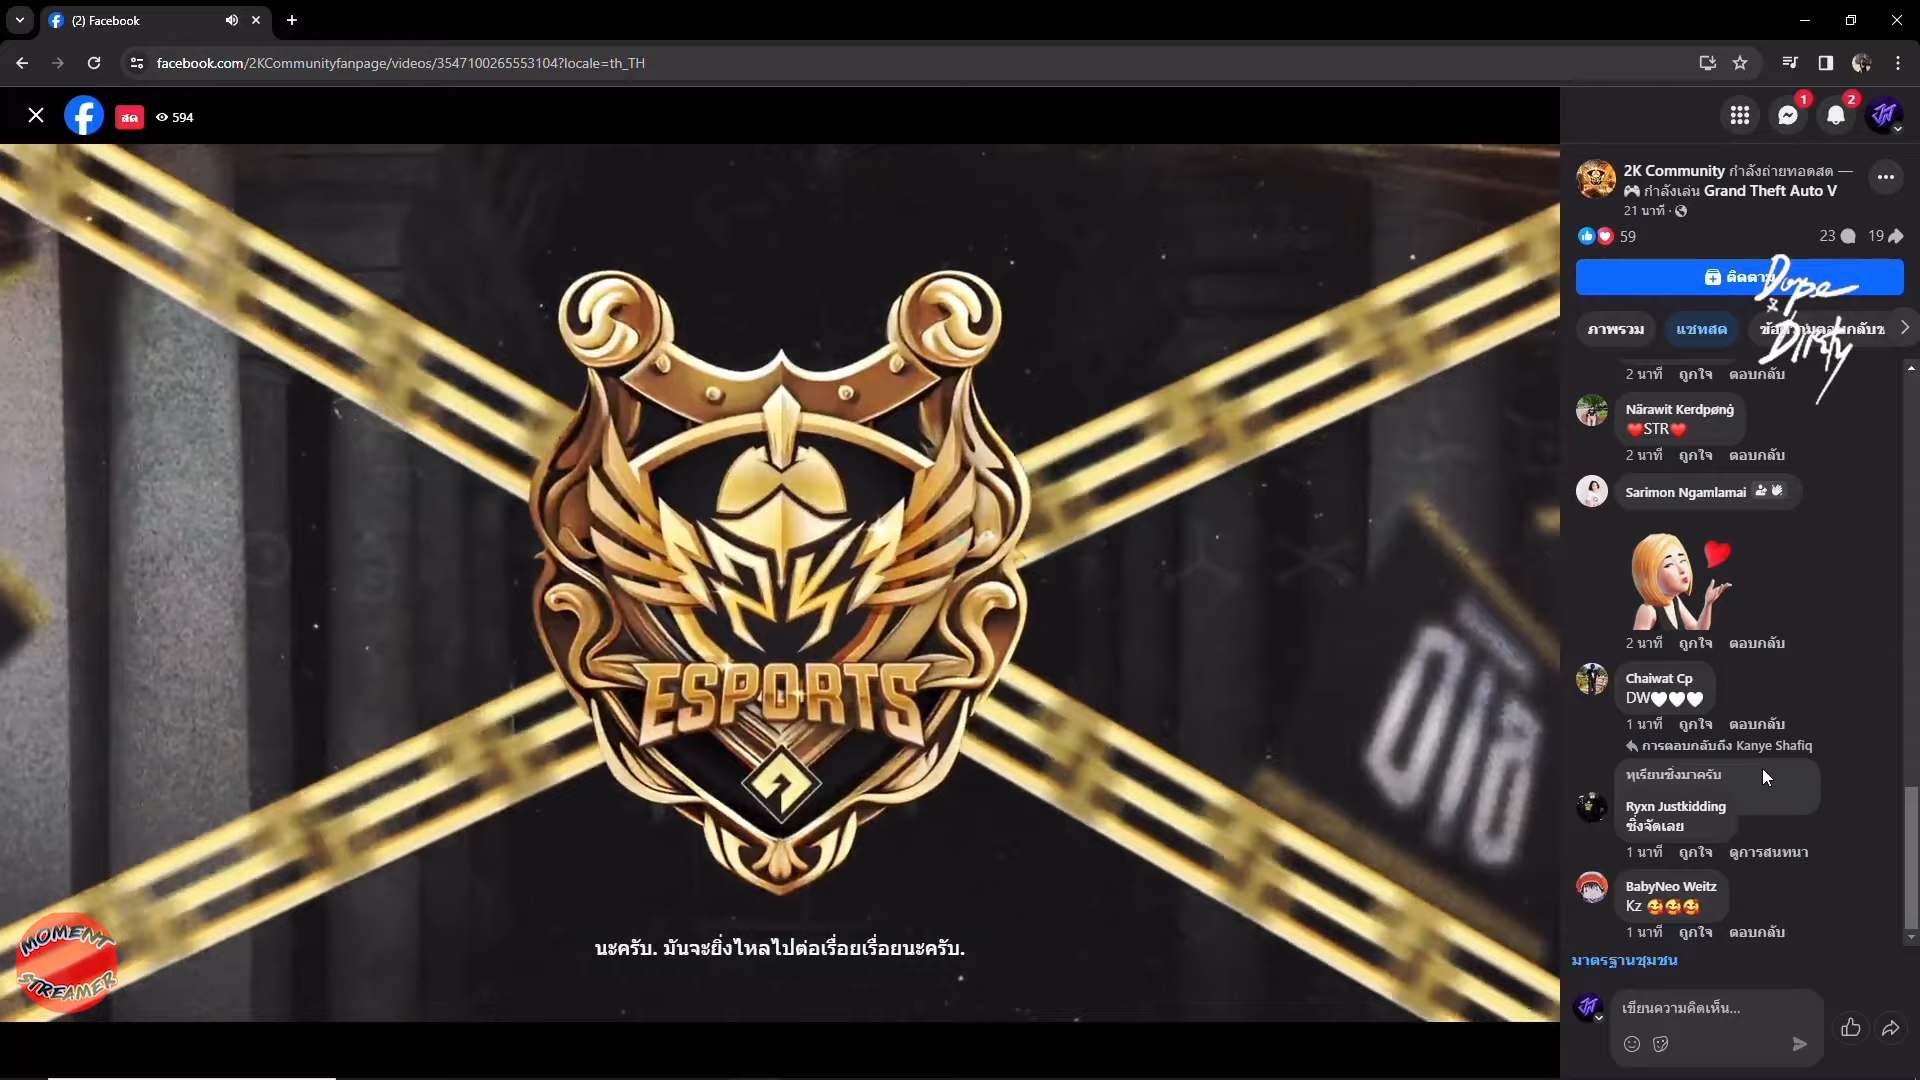 (2) Facebook
facebook.com/2KCommunityfanpage/videos/3547100265553104?locale=th_TH
สด
594
1
2
2K Community กำลังถ่ายทอดสด —
กำลังเล่น Grand Theft Auto V
21 นาที ·
59
23
19
Dope
x
Dirty
ภาพรวม
แชทสด
2 นาที ถูกใจ ตอบกลับ
Närawit Kerdpønġ
❤️STR❤️
2 นาที ถูกใจ ตอบกลับ
Sarimon Ngamlamai
2 นาที ถูกใจ ตอบกลับ
Chaiwat Cp
DW🤍🤍🤍
1 นาที ถูกใจ ตอบกลับ
การตอบกลับถึง Kanye Shafiq
ทุเรียนซิ่งมาครับ
Ryxn Justkidding
ซิ่งจัดเลย
1 นาที ถูกใจ ดูการสนทนา
BabyNeo Weitz
Kz 🥰🥰🥰
1 นาที ถูกใจ ตอบกลับ
มาตรฐานชุมชน
เขียนความคิดเห็น...
ESPORTS
นะครับ. มันจะยิ่งไหลไปต่อเรื่อยเรื่อยนะครับ.
MOMENT
STREAMER